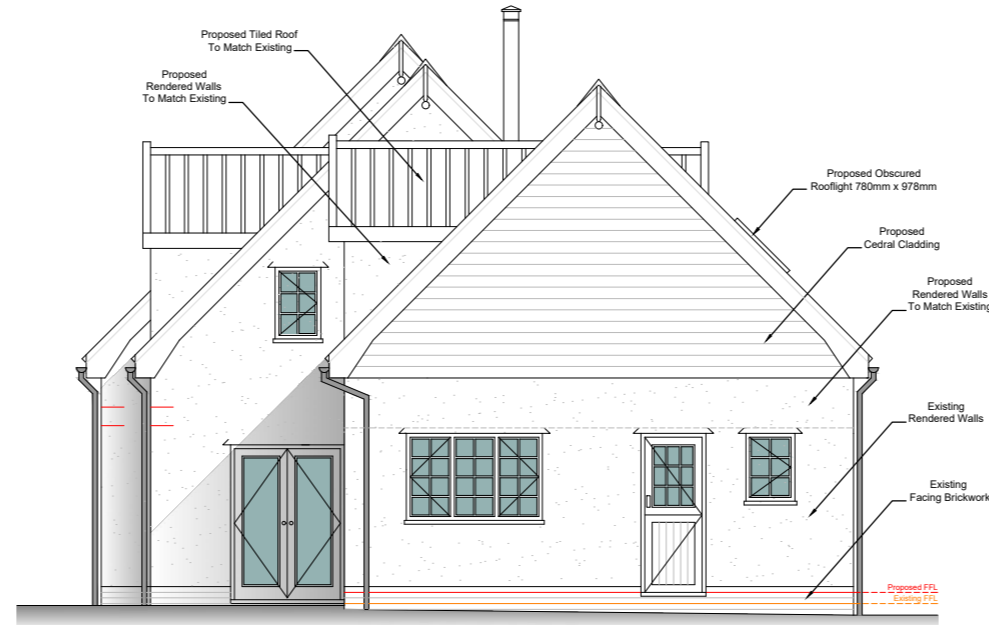 Proposed Tiled Roof
To Match Existing
Proposed
Rendered Walls
To Match Existing
Proposed Obscured
Rooflight 780mm x 978mm
Proposed
Cedral Cladding
Proposed
Rendered Walls
To Match Existing
Existing
Rendered Walls
Existing
Facing Brickwork
Proposed FFL
Existing FFL